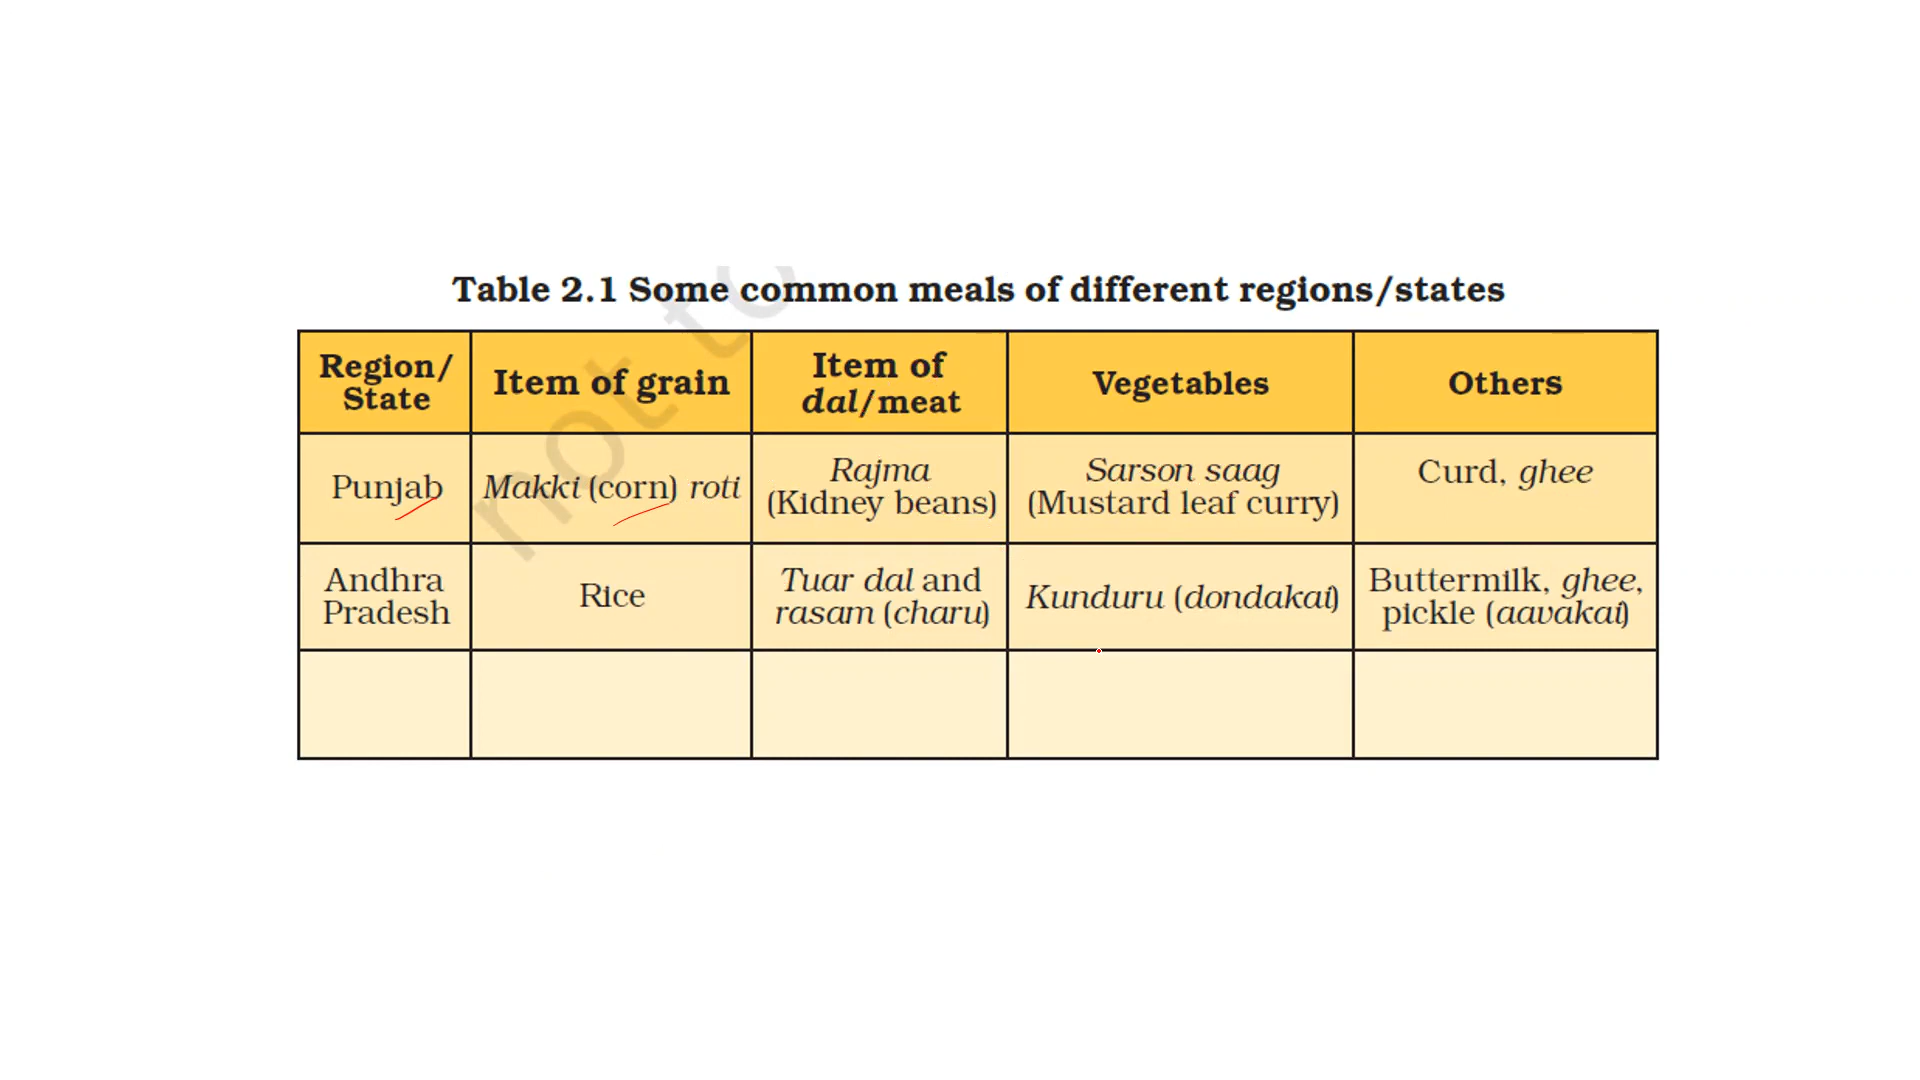 Table 2.1 Some common meals of different regions/states
Region/
State
Item of grain
Item of
dal/meat
Vegetables
Others
Punjab
Makki (corn) roti
Rajma
(Kidney beans)
Sarson saag
(Mustard leaf curry)
Curd, ghee
Andhra
Pradesh
Rice
Tuar dal and
rasam (charu)
Kunduru (dondakai)
Buttermilk, ghee,
pickle (aavakai)
not to